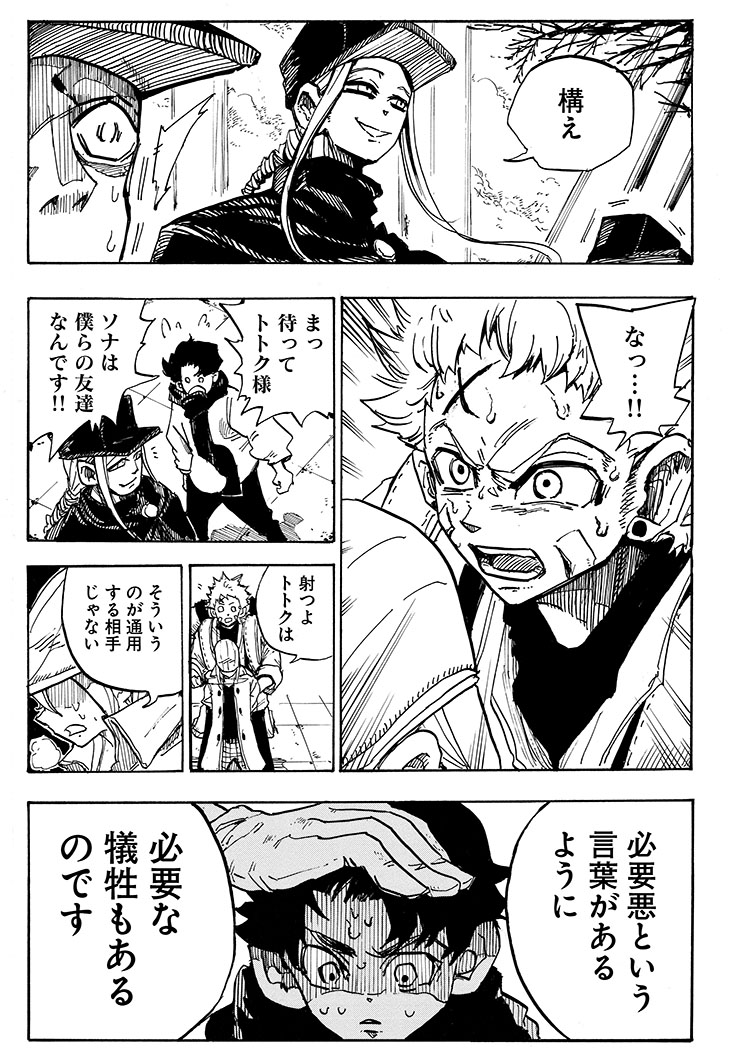 構え
なっ…!!
まっ
待って
トトク様
ソナは
僕らの友達
なんです!!
射つよ
トトクは
そういう
のが通用
する相手
じゃない
必要悪という
言葉がある
ように
必要な
犠牲もある
のです